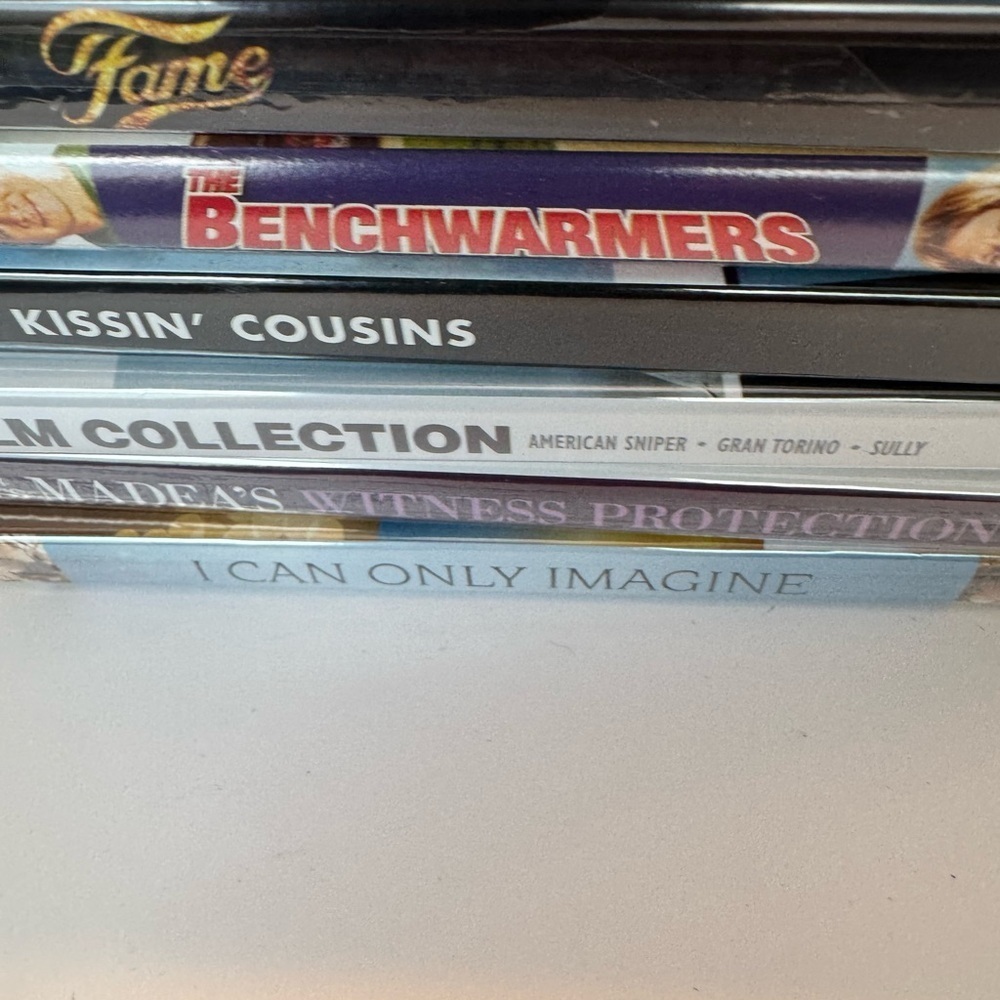 Fame
THE
BENCHWARMERS
KISSIN' COUSINS
LM COLLECTION AMERICAN SNIPER • GRAN TORINO • SULLY
MADEA'S WITNESS PROTECTION
I CAN ONLY IMAGINE